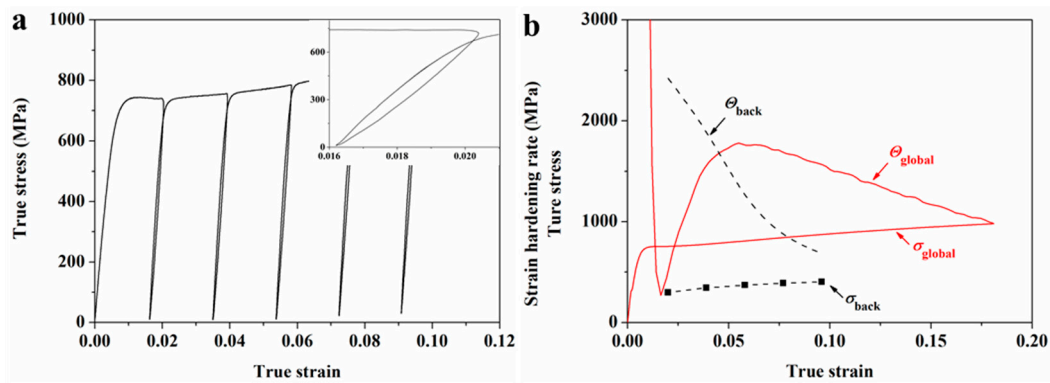 a
1000
800
600
400
200
0
0.00 0.02 0.04 0.06 0.08 0.10 0.12
True stress (MPa)
True strain
600
300
0
0.016 0.018 0.020
b
3000
2000
1000
0
0.00 0.05 0.10 0.15 0.20
Strain hardening rate (MPa)
Ture stress
True strain
Θback
Θglobal
σglobal
σback